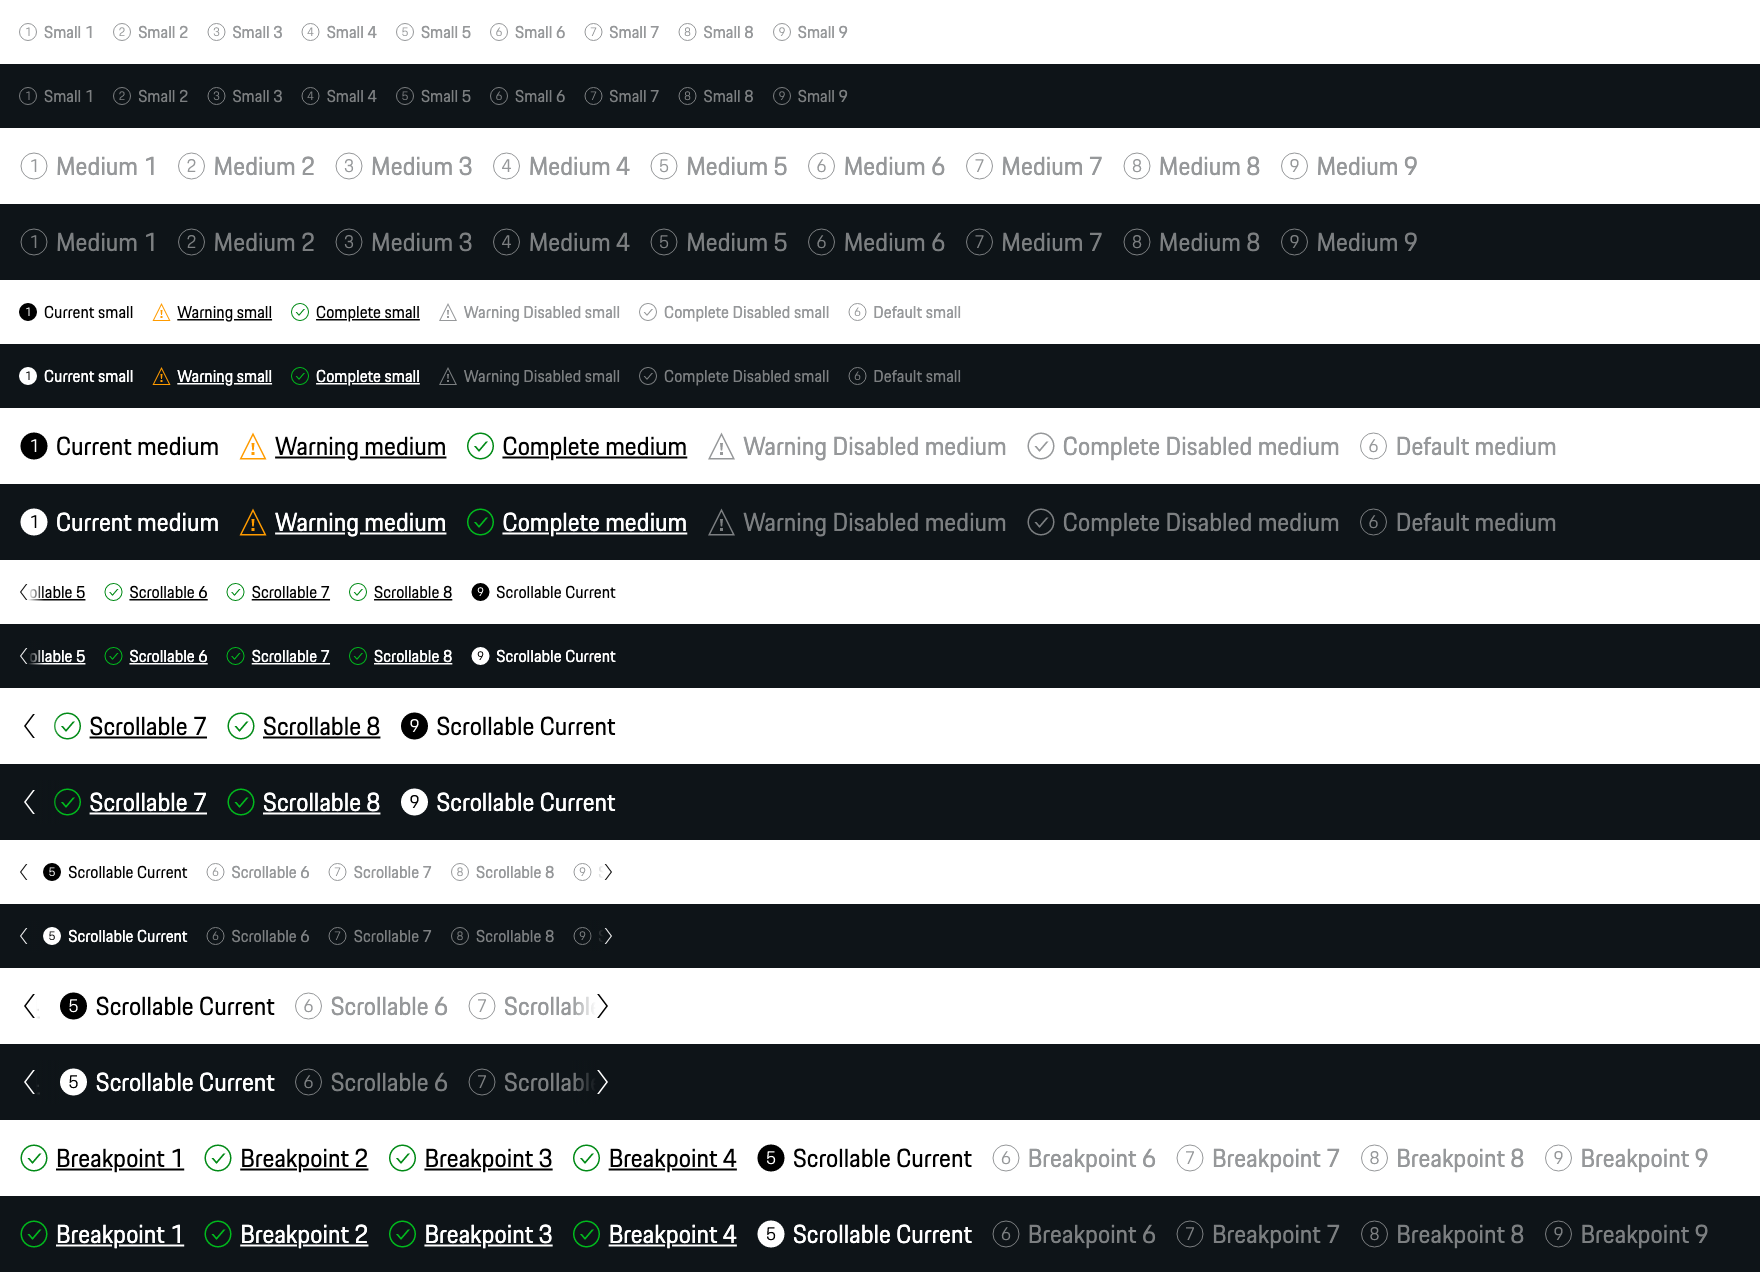 1 Small 1 2 Small 2 3 Small 3 4 Small 4 5 Small 5 6 Small 6 7 Small 7 8 Small 8 9 Small 9
1 Small 1 2 Small 2 3 Small 3 4 Small 4 5 Small 5 6 Small 6 7 Small 7 8 Small 8 9 Small 9
1 Medium 1 2 Medium 2 3 Medium 3 4 Medium 4 5 Medium 5 6 Medium 6 7 Medium 7 8 Medium 8 9 Medium 9
1 Medium 1 2 Medium 2 3 Medium 3 4 Medium 4 5 Medium 5 6 Medium 6 7 Medium 7 8 Medium 8 9 Medium 9
1 Current small Warning small Complete small Warning Disabled small Complete Disabled small 6 Default small
1 Current small Warning small Complete small Warning Disabled small Complete Disabled small 6 Default small
1 Current medium Warning medium Complete medium Warning Disabled medium Complete Disabled medium 6 Default medium
1 Current medium Warning medium Complete medium Warning Disabled medium Complete Disabled medium 6 Default medium
ollable 5 Scrollable 6 Scrollable 7 Scrollable 8 9 Scrollable Current
ollable 5 Scrollable 6 Scrollable 7 Scrollable 8 9 Scrollable Current
Scrollable 7 Scrollable 8 9 Scrollable Current
Scrollable 7 Scrollable 8 9 Scrollable Current
5 Scrollable Current 6 Scrollable 6 7 Scrollable 7 8 Scrollable 8 9 S
5 Scrollable Current 6 Scrollable 6 7 Scrollable 7 8 Scrollable 8 9 S
5 Scrollable Current 6 Scrollable 6 7 Scrollabl
5 Scrollable Current 6 Scrollable 6 7 Scrollabl
Breakpoint 1 Breakpoint 2 Breakpoint 3 Breakpoint 4 5 Scrollable Current 6 Breakpoint 6 7 Breakpoint 7 8 Breakpoint 8 9 Breakpoint 9
Breakpoint 1 Breakpoint 2 Breakpoint 3 Breakpoint 4 5 Scrollable Current 6 Breakpoint 6 7 Breakpoint 7 8 Breakpoint 8 9 Breakpoint 9